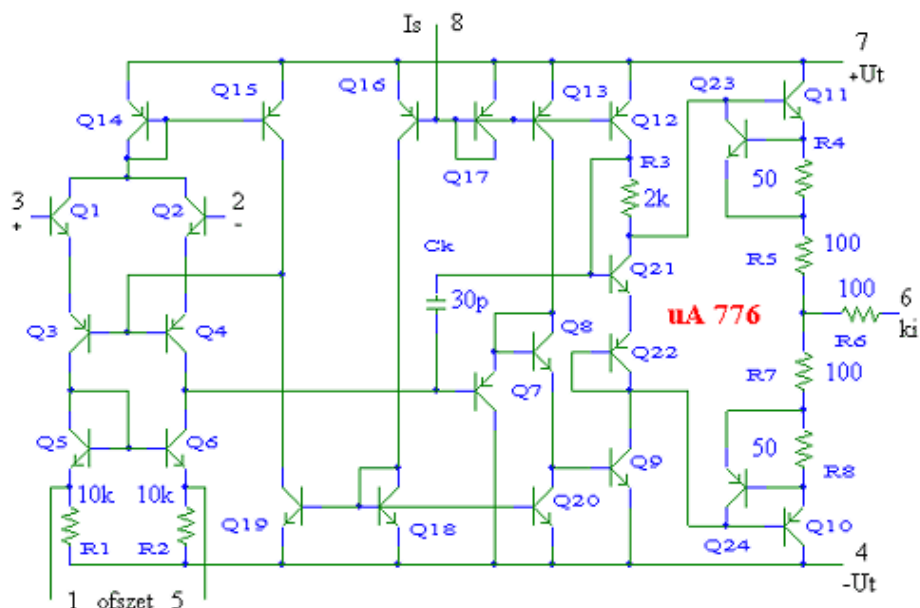 Is 8
7
+Ut
Q14
Q15
Q16
Q17
Q13
Q12
Q23
Q11
R3
2k
R4
50
3
+
Q1
Q2
2
-
Ck
30p
Q21
R5
100
uA 776
100
6
ki
R6
Q3
Q4
Q8
Q22
R7
100
Q7
Q5
Q6
Q9
50
R8
10k
10k
R1
R2
Q19
Q18
Q20
Q24
Q10
4
-Ut
1 ofszet 5